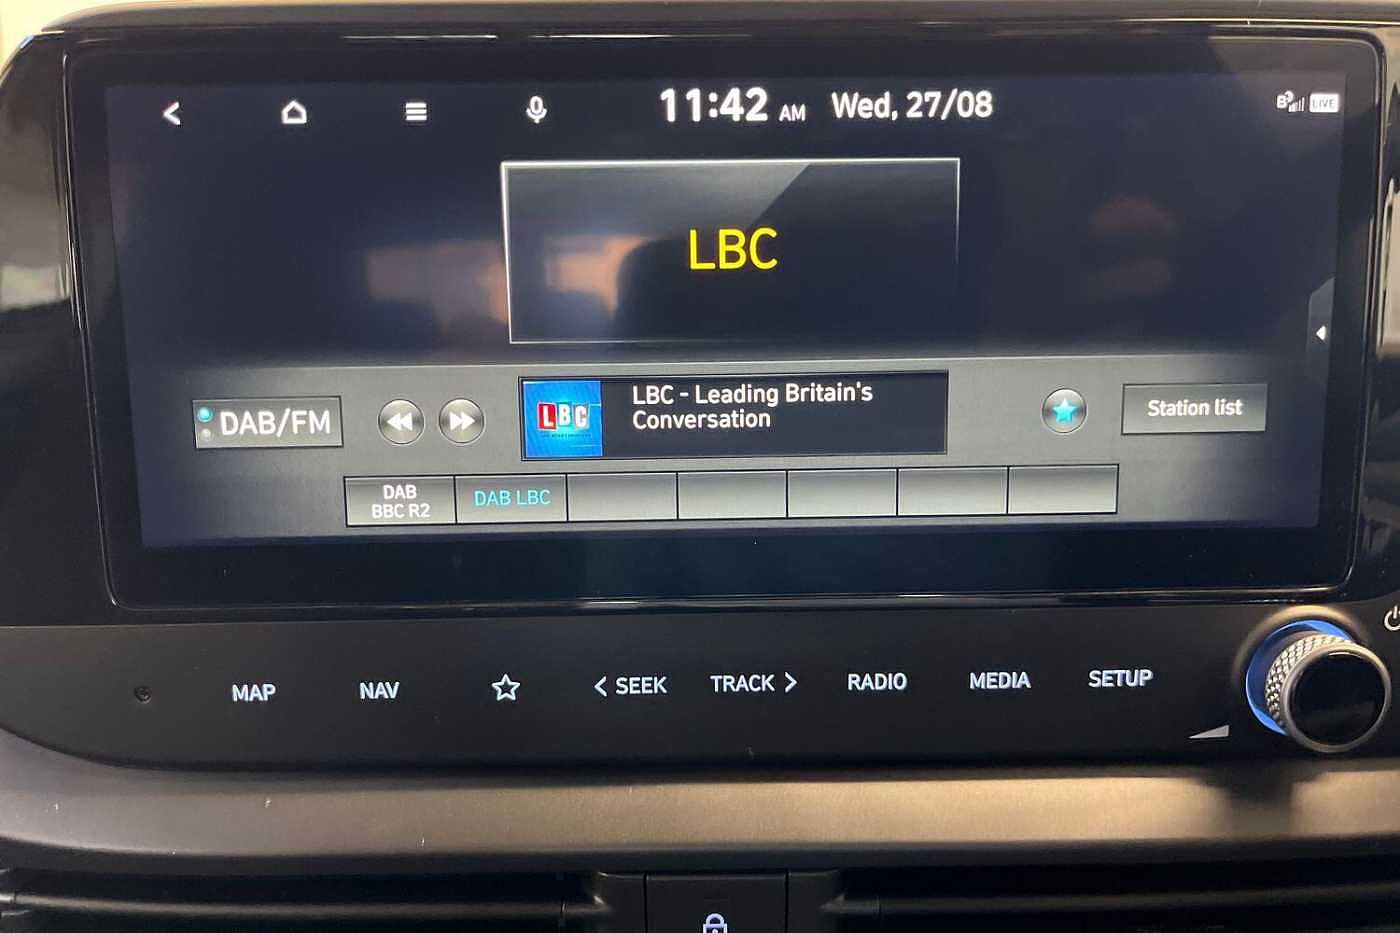 11:42 AM Wed, 27/08
LIVE
LBC
DAB/FM
LBC
LBC - Leading Britain's
Conversation
Station list
DAB
BBC R2
DAB LBC
MAP
NAV
< SEEK
TRACK >
RADIO
MEDIA
SETUP